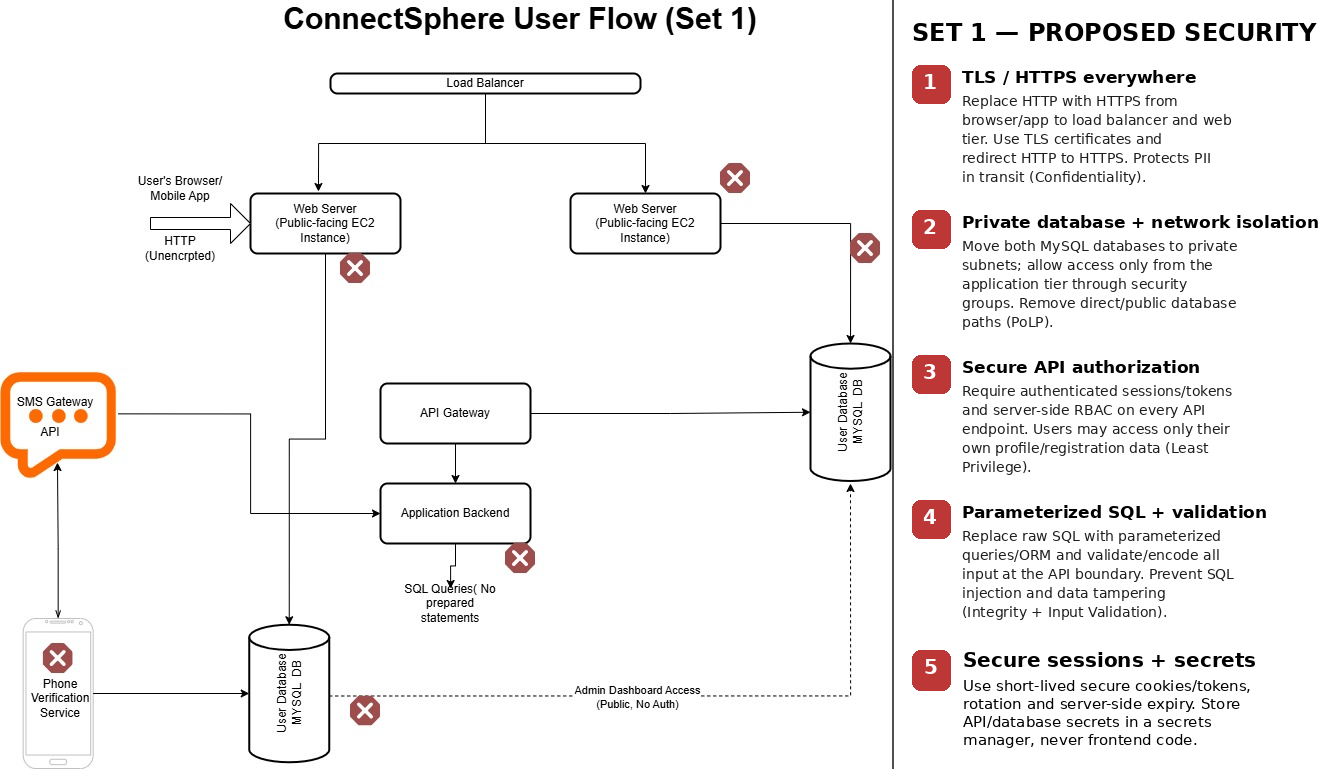 ConnectSphere User Flow (Set 1)
Load Balancer
User's Browser/
Mobile App
HTTP
(Unencrpted)
Web Server
(Public-facing EC2
Instance)
Web Server
(Public-facing EC2
Instance)
SMS Gateway
API
API Gateway
Application Backend
SQL Queries( No
prepared
statements
User Database
MYSQL DB
Phone
Verification
Service
User Database
MYSQL DB
Admin Dashboard Access
(Public, No Auth)
SET 1 — PROPOSED SECURITY
1
TLS / HTTPS everywhere
Replace HTTP with HTTPS from
browser/app to load balancer and web
tier. Use TLS certificates and
redirect HTTP to HTTPS. Protects PII
in transit (Confidentiality).
2
Private database + network isolation
Move both MySQL databases to private
subnets; allow access only from the
application tier through security
groups. Remove direct/public database
paths (PoLP).
3
Secure API authorization
Require authenticated sessions/tokens
and server-side RBAC on every API
endpoint. Users may access only their
own profile/registration data (Least
Privilege).
4
Parameterized SQL + validation
Replace raw SQL with parameterized
queries/ORM and validate/encode all
input at the API boundary. Prevent SQL
injection and data tampering
(Integrity + Input Validation).
5
Secure sessions + secrets
Use short-lived secure cookies/tokens,
rotation and server-side expiry. Store
API/database secrets in a secrets
manager, never frontend code.